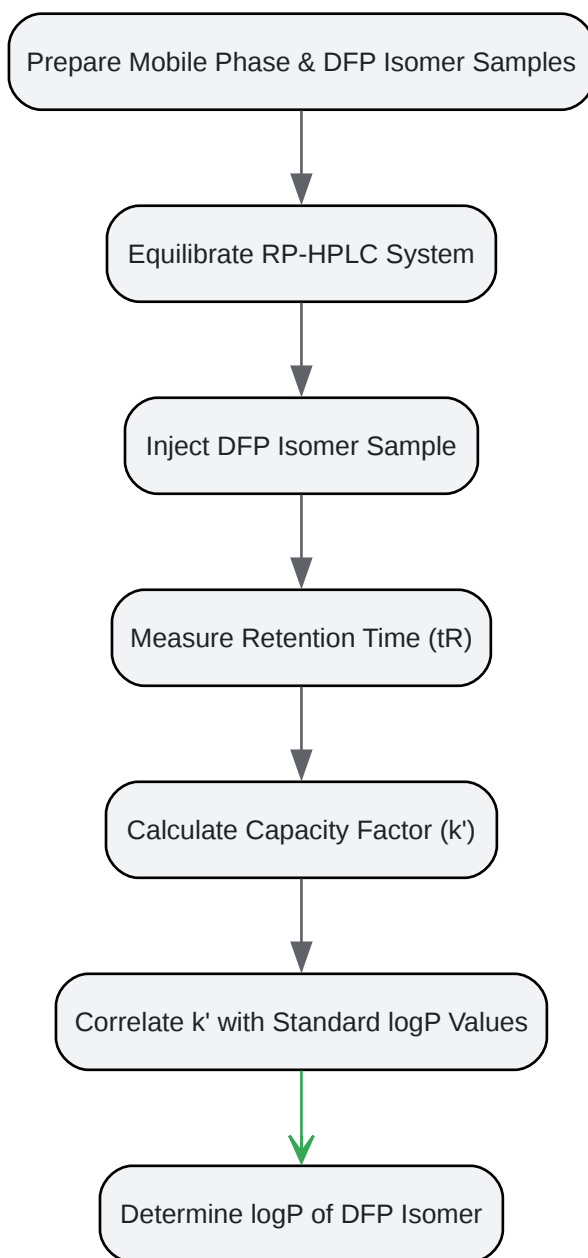 Prepare Mobile Phase & DFP Isomer Samples
Equilibrate RP-HPLC System
Inject DFP Isomer Sample
Measure Retention Time (tR)
Calculate Capacity Factor (k')
Correlate k' with Standard logP Values
Determine logP of DFP Isomer